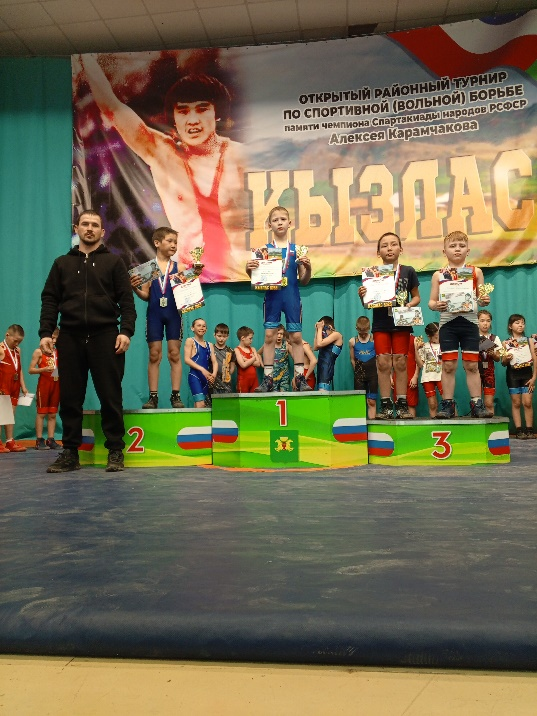 ОТКРЫТЫЙ РАЙОННЫЙ ТУРНИР
ПО СПОРТИВНОЙ (ВОЛЬНОЙ) БОРЬБЕ
памяти чемпиона Спартакиады народов РСФСР
Алексея Карамчакова
КЫЗЛАС
2
1
3